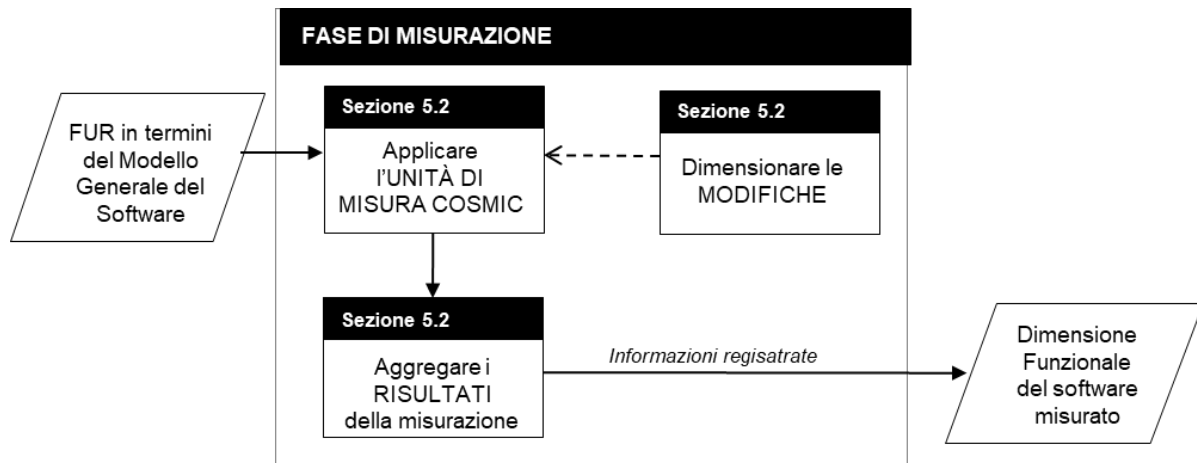 FASE DI MISURAZIONE
FUR in termini
del Modello
Generale del
Software
Sezione 5.2
Applicare
l'UNITÀ DI
MISURA COSMIC
Sezione 5.2
Dimensionare le
MODIFICHE
Sezione 5.2
Aggregare i
RISULTATI
della misurazione
Informazioni regisatrate
Dimensione
Funzionale
del software
misurato